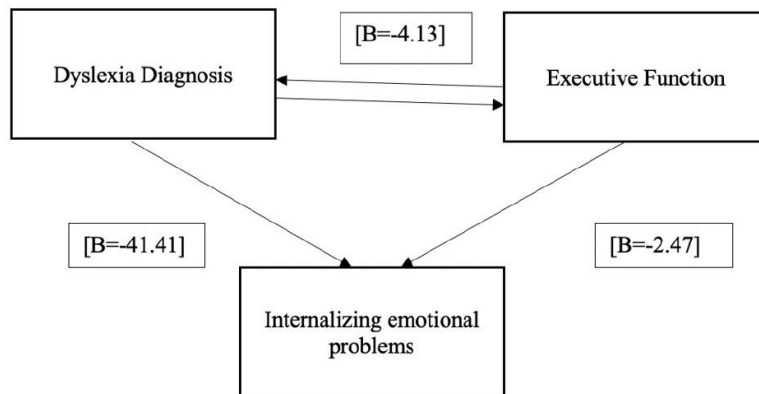 [B=-4.13]
Dyslexia Diagnosis
Executive Function
[B=-41.41]
[B=-2.47]
Internalizing emotional
problems